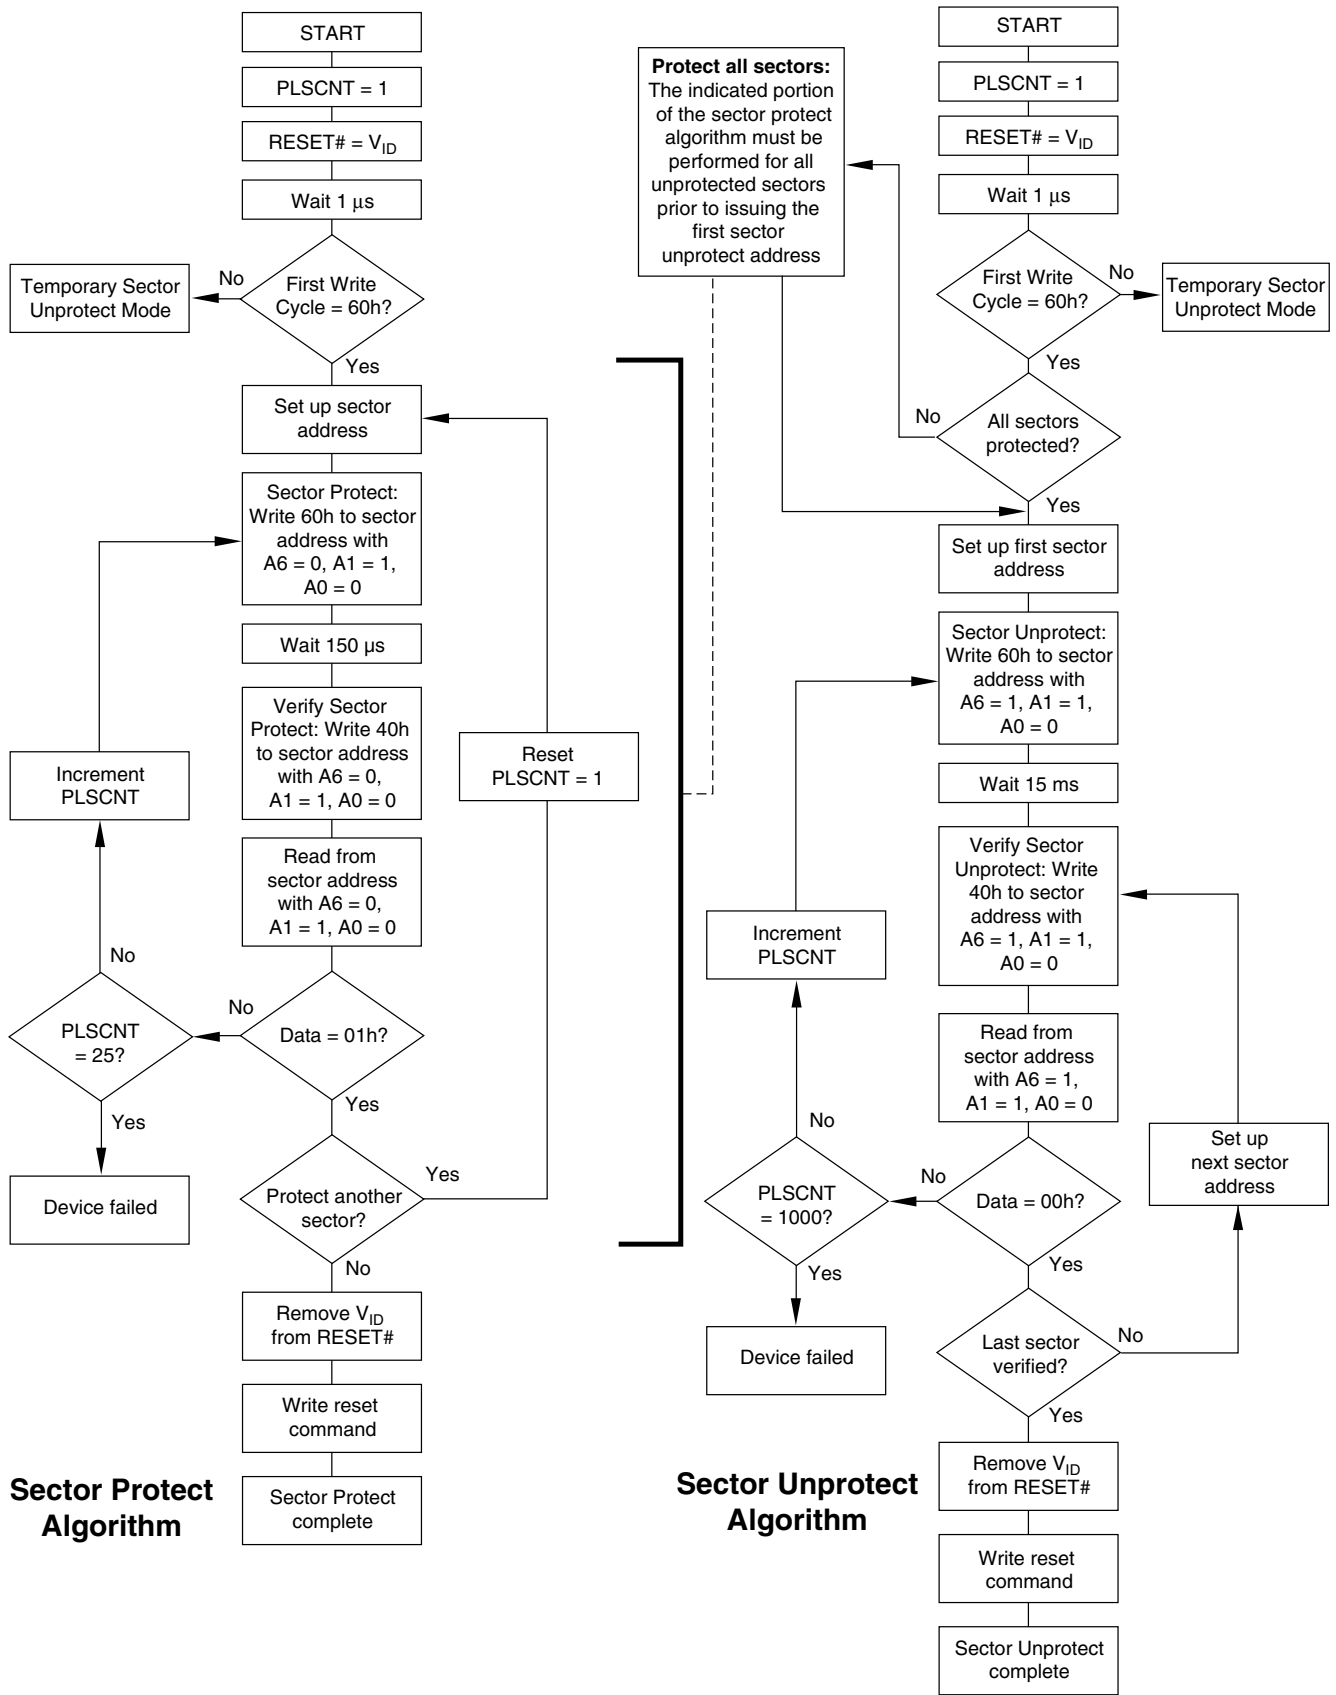 START
PLSCNT = 1
RESET# = VID
Wait 1 μs
First Write
Cycle = 60h?
No
Temporary Sector
Unprotect Mode
Yes
Set up sector
address
Sector Protect:
Write 60h to sector
address with
A6 = 0, A1 = 1,
A0 = 0
Wait 150 µs
Verify Sector
Protect: Write 40h
to sector address
with A6 = 0,
A1 = 1, A0 = 0
Reset
PLSCNT = 1
Increment
PLSCNT
Read from
sector address
with A6 = 0,
A1 = 1, A0 = 0
No
No
PLSCNT
= 25?
Data = 01h?
Yes
Yes
Device failed
Protect another
sector?
Yes
No
Remove VID
from RESET#
Write reset
command
Sector Protect
complete
Sector Protect
Algorithm
Protect all sectors:
The indicated portion
of the sector protect
algorithm must be
performed for all
unprotected sectors
prior to issuing the
first sector
unprotect address
START
PLSCNT = 1
RESET# = VID
Wait 1 μs
First Write
Cycle = 60h?
No
Temporary Sector
Unprotect Mode
Yes
No
All sectors
protected?
Yes
Set up first sector
address
Sector Unprotect:
Write 60h to sector
address with
A6 = 1, A1 = 1,
A0 = 0
Wait 15 ms
Verify Sector
Unprotect: Write
40h to sector
address with
A6 = 1, A1 = 1,
A0 = 0
Increment
PLSCNT
Read from
sector address
with A6 = 1,
A1 = 1, A0 = 0
No
Set up
next sector
address
No
PLSCNT
= 1000?
Data = 00h?
Yes
Yes
Device failed
Last sector
verified?
No
Yes
Remove VID
from RESET#
Write reset
command
Sector Unprotect
complete
Sector Unprotect
Algorithm